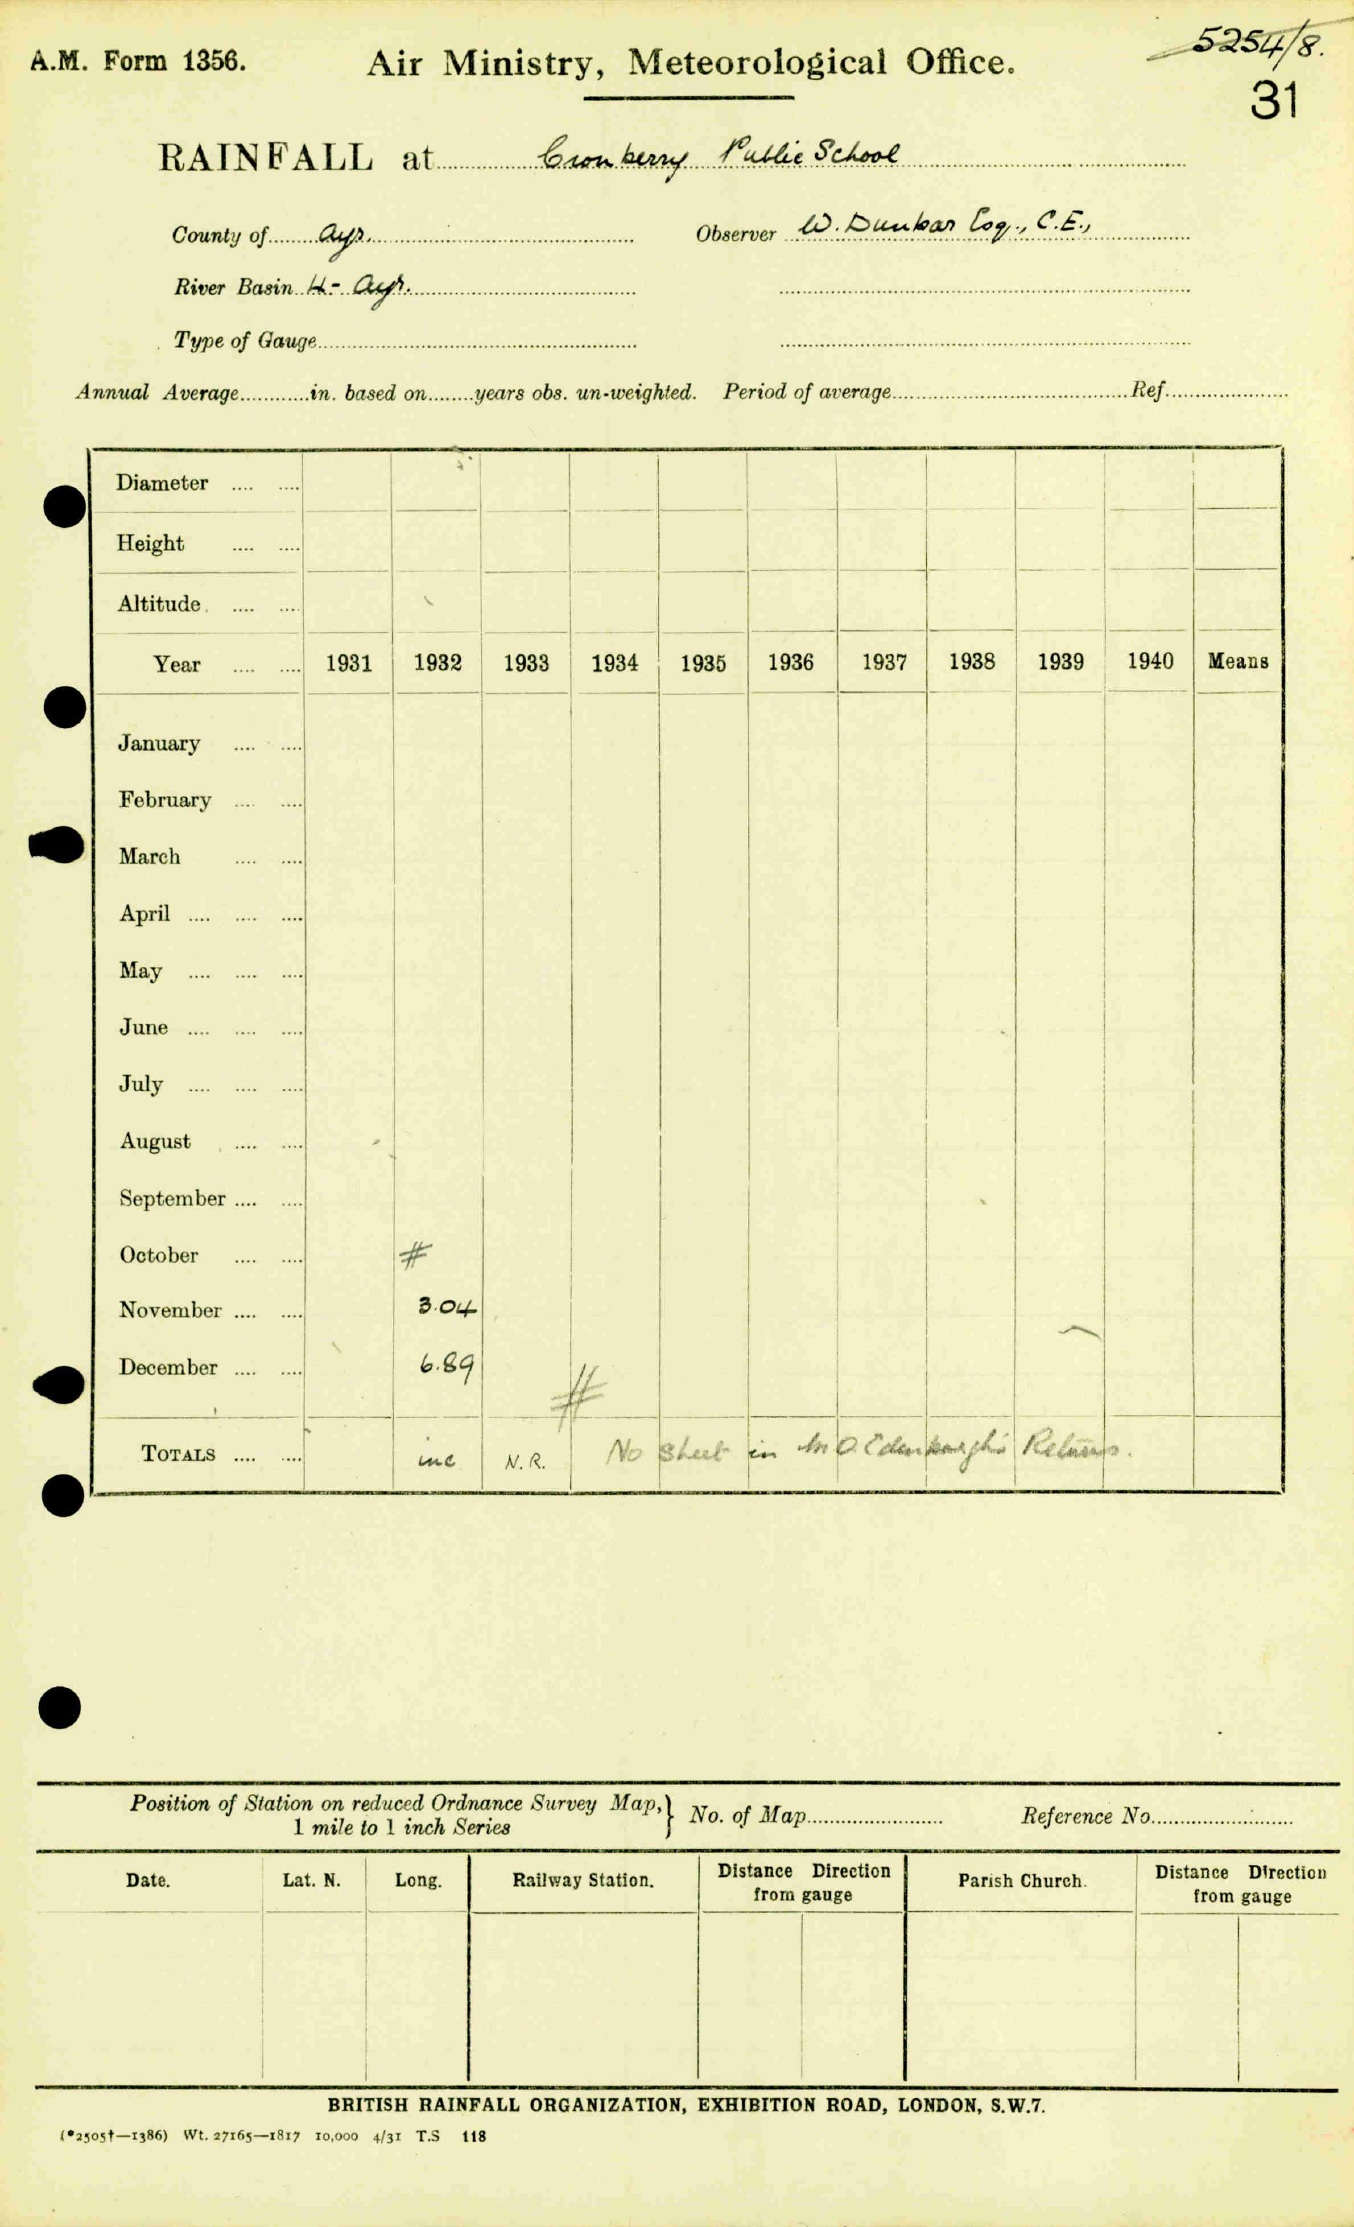 5254/8.
A.M. Form 1356. Air Ministry, Meteorological Office.
31
RAINFALL at Cronberry Public School
County of Ayr. Observer W. Dunbar Esq., C.E.,
River Basin 4- Ayr.
Type of Gauge
Annual Average............in. based on........years obs. un-weighted. Period of average Ref.
Diameter .... ....
Height .... ....
Altitude .... ....
Year .... .... 1931 1932 1933 1934 1935 1936 1937 1938 1939 1940 Means
January .... ....
February .... ....
March .... ....
April .... .... ....
May .... .... ....
June .... .... ....
July .... .... ....
August .... ....
September .... ....
October .... .... #
November .... .... 3.04
December .... .... 6.89
#
TOTALS .... .... inc N.R. No sheet in M.O. Edinburgh's Returns.
Position of Station on reduced Ordnance Survey Map,} No. of Map Reference No.
1 mile to 1 inch Series
Date. Lat. N. Long. Railway Station. Distance Direction Parish Church. Distance Direction
from gauge from gauge
BRITISH RAINFALL ORGANIZATION, EXHIBITION ROAD, LONDON, S.W.7.
(*2505†—1386) Wt. 27165—1817 10,000 4/31 T.S 118